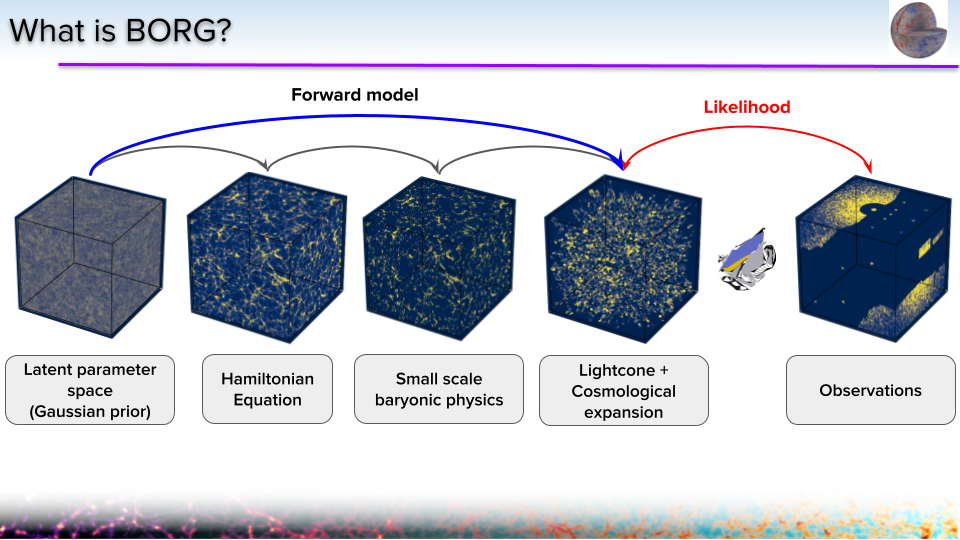 What is BORG?
Forward model
Likelihood
Latent parameter
space
(Gaussian prior)
Hamiltonian
Equation
Small scale
baryonic physics
Lightcone +
Cosmological
expansion
Observations